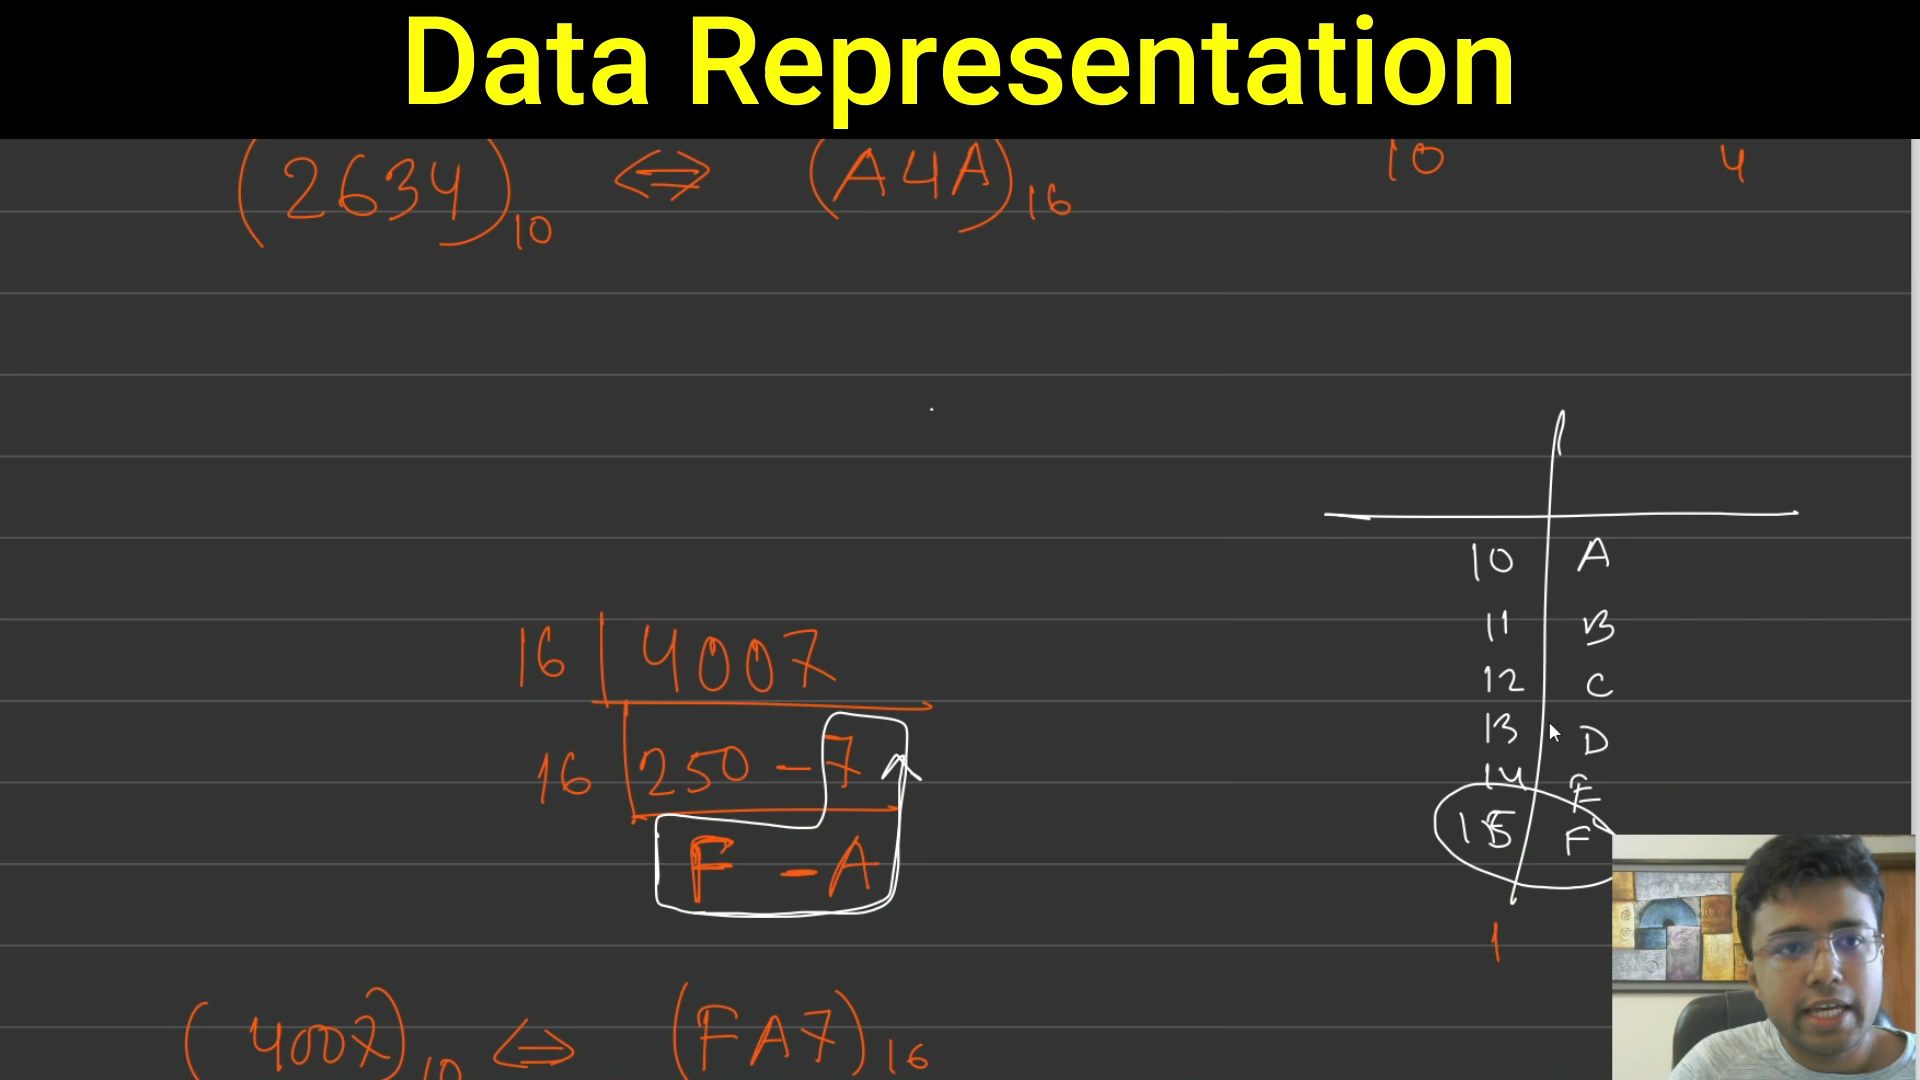 Data Representation
(2634)10 ⇔ (A4A)16
10 4
10 A
11 B
12 C
13 D
14 E
15 F
16 | 4007
16 | 250 – 7
F – A
1
(4007)10 ⇔ (FA7)16